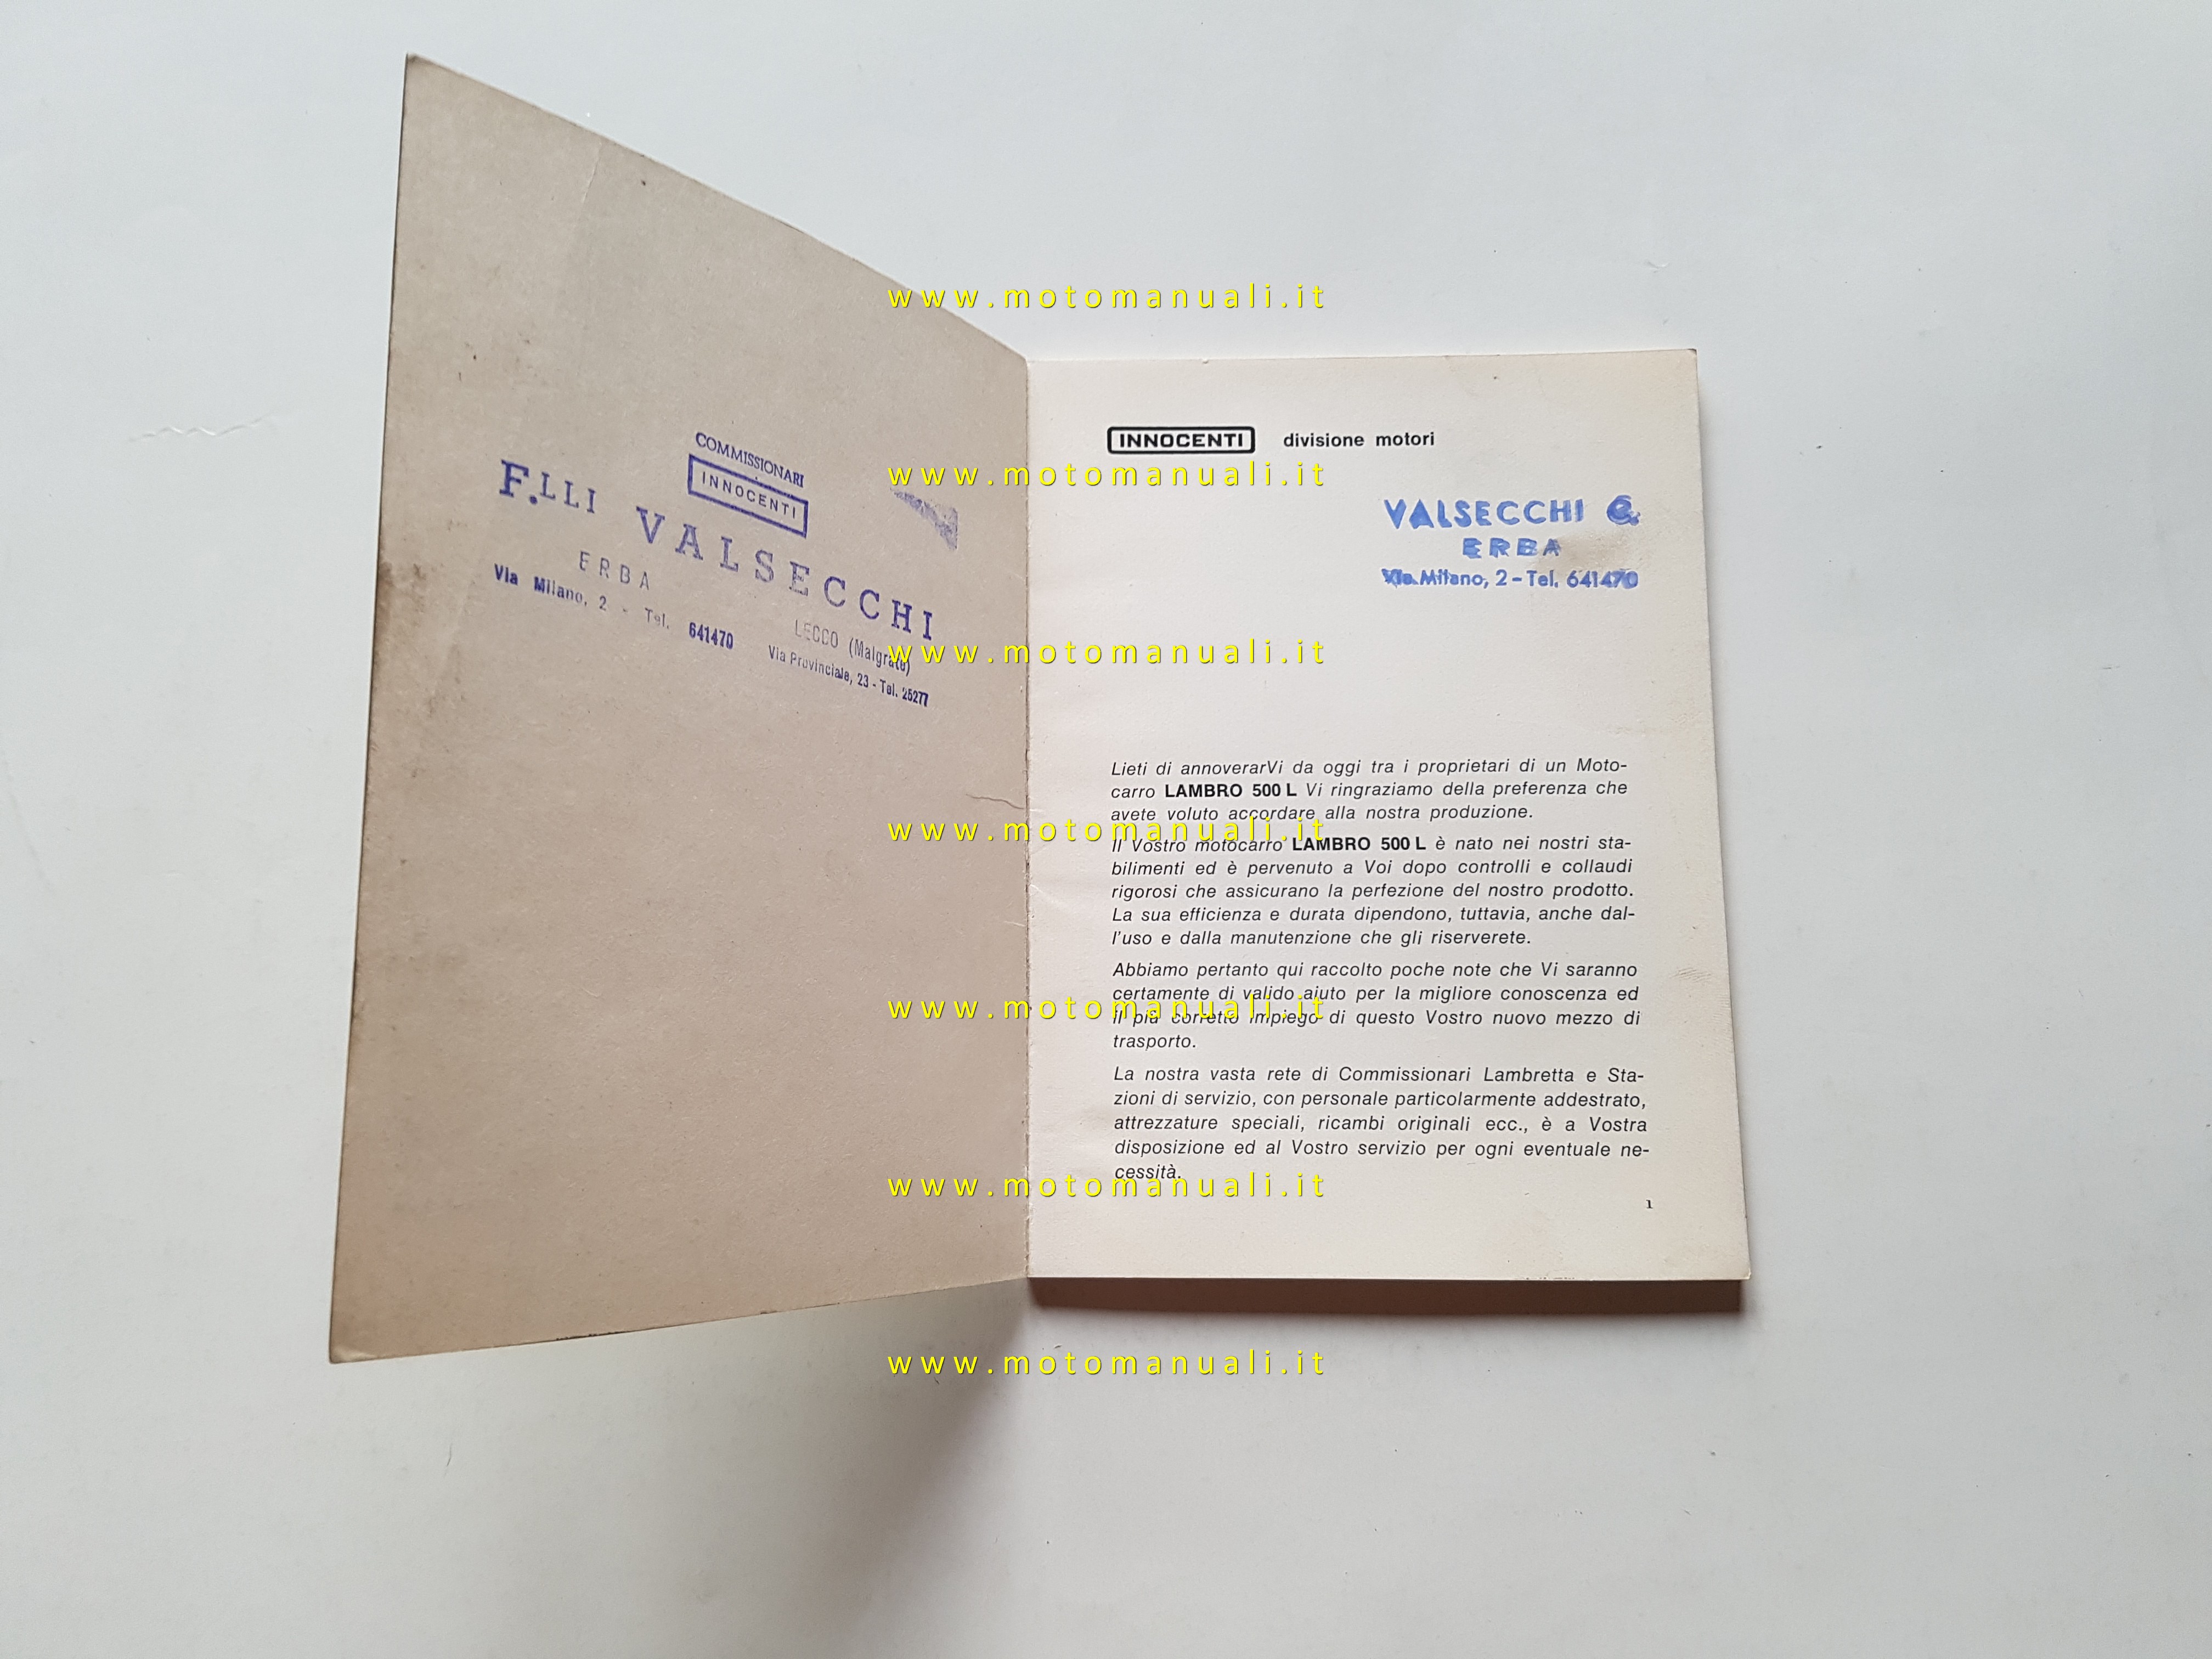 COMMISSIONARI
INNOCENTI
F.LLI VALSECCHI
ERBA
Via Milano, 2 - Tel. 641470
LECCO (Malgrate)
Via Provinciale, 23 - Tel. 25277
INNOCENTI divisione motori
VALSECCHI
ERBA
Via Milano, 2 - Tel. 641470
Lieti di annoverarVi da oggi tra i proprietari di un Moto-
carro LAMBRO 500 L Vi ringraziamo della preferenza che
avete voluto accordare alla nostra produzione.
Il Vostro motocarro LAMBRO 500 L è nato nei nostri sta-
bilimenti ed è pervenuto a Voi dopo controlli e collaudi
rigorosi che assicurano la perfezione del nostro prodotto.
La sua efficienza e durata dipendono, tuttavia, anche dal-
l'uso e dalla manutenzione che gli riserverete.
Abbiamo pertanto qui raccolto poche note che Vi saranno
certamente di valido aiuto per la migliore conoscenza ed
il più corretto impiego di questo Vostro nuovo mezzo di
trasporto.
La nostra vasta rete di Commissionari Lambretta e Sta-
zioni di servizio, con personale particolarmente addestrato,
attrezzature speciali, ricambi originali ecc., è a Vostra
disposizione ed al Vostro servizio per ogni eventuale ne-
cessità.
1
www.motomanuali.it
www.motomanuali.it
www.motomanuali.it
www.motomanuali.it
www.motomanuali.it
www.motomanuali.it
www.motomanuali.it